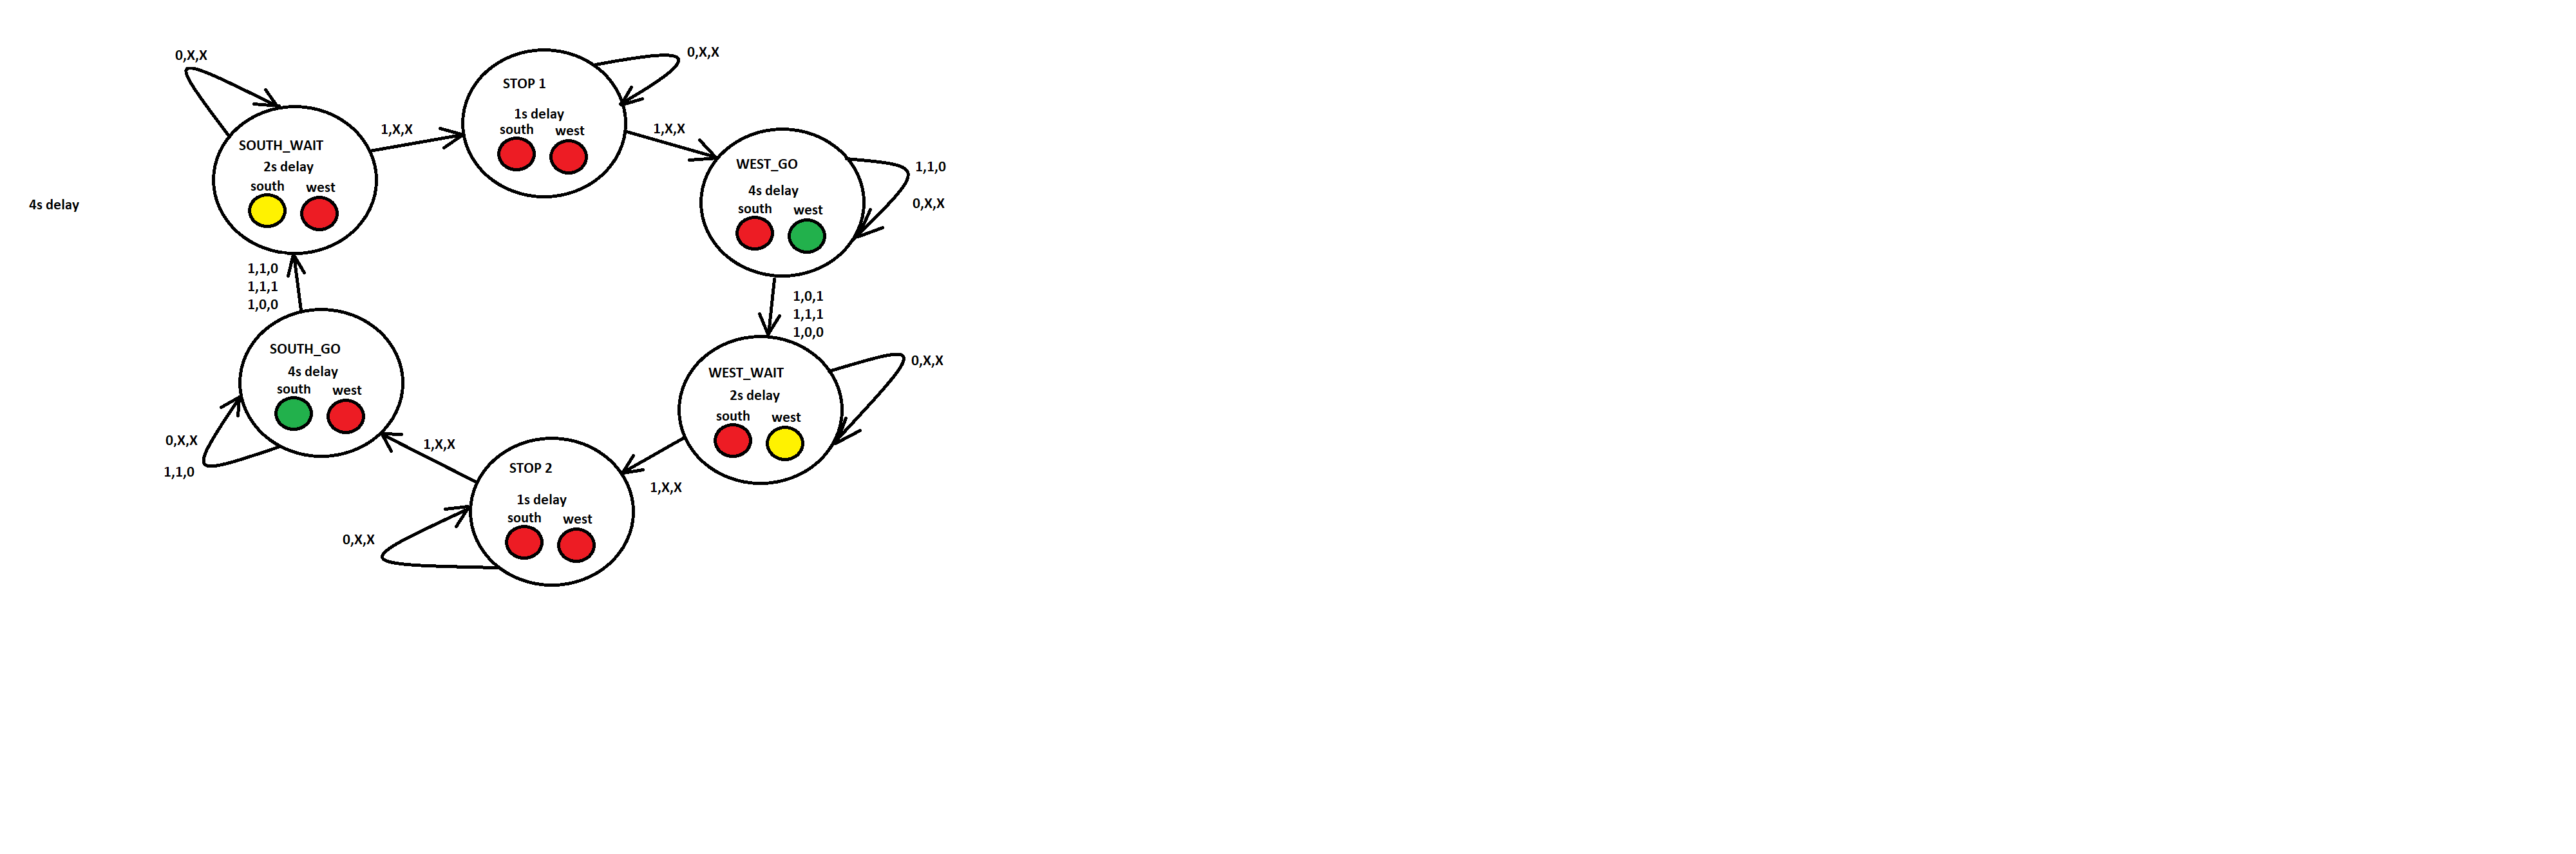 0,X,X
STOP 1
1s delay
south west
0,X,X
SOUTH_WAIT
2s delay
south west
1,X,X
1,X,X
WEST_GO
4s delay
south west
1,1,0
0,X,X
4s delay
1,1,0
1,1,1
1,0,0
1,0,1
1,1,1
1,0,0
SOUTH_GO
4s delay
south west
WEST_WAIT
2s delay
south west
0,X,X
0,X,X
1,1,0
1,X,X
STOP 2
1s delay
south west
1,X,X
0,X,X